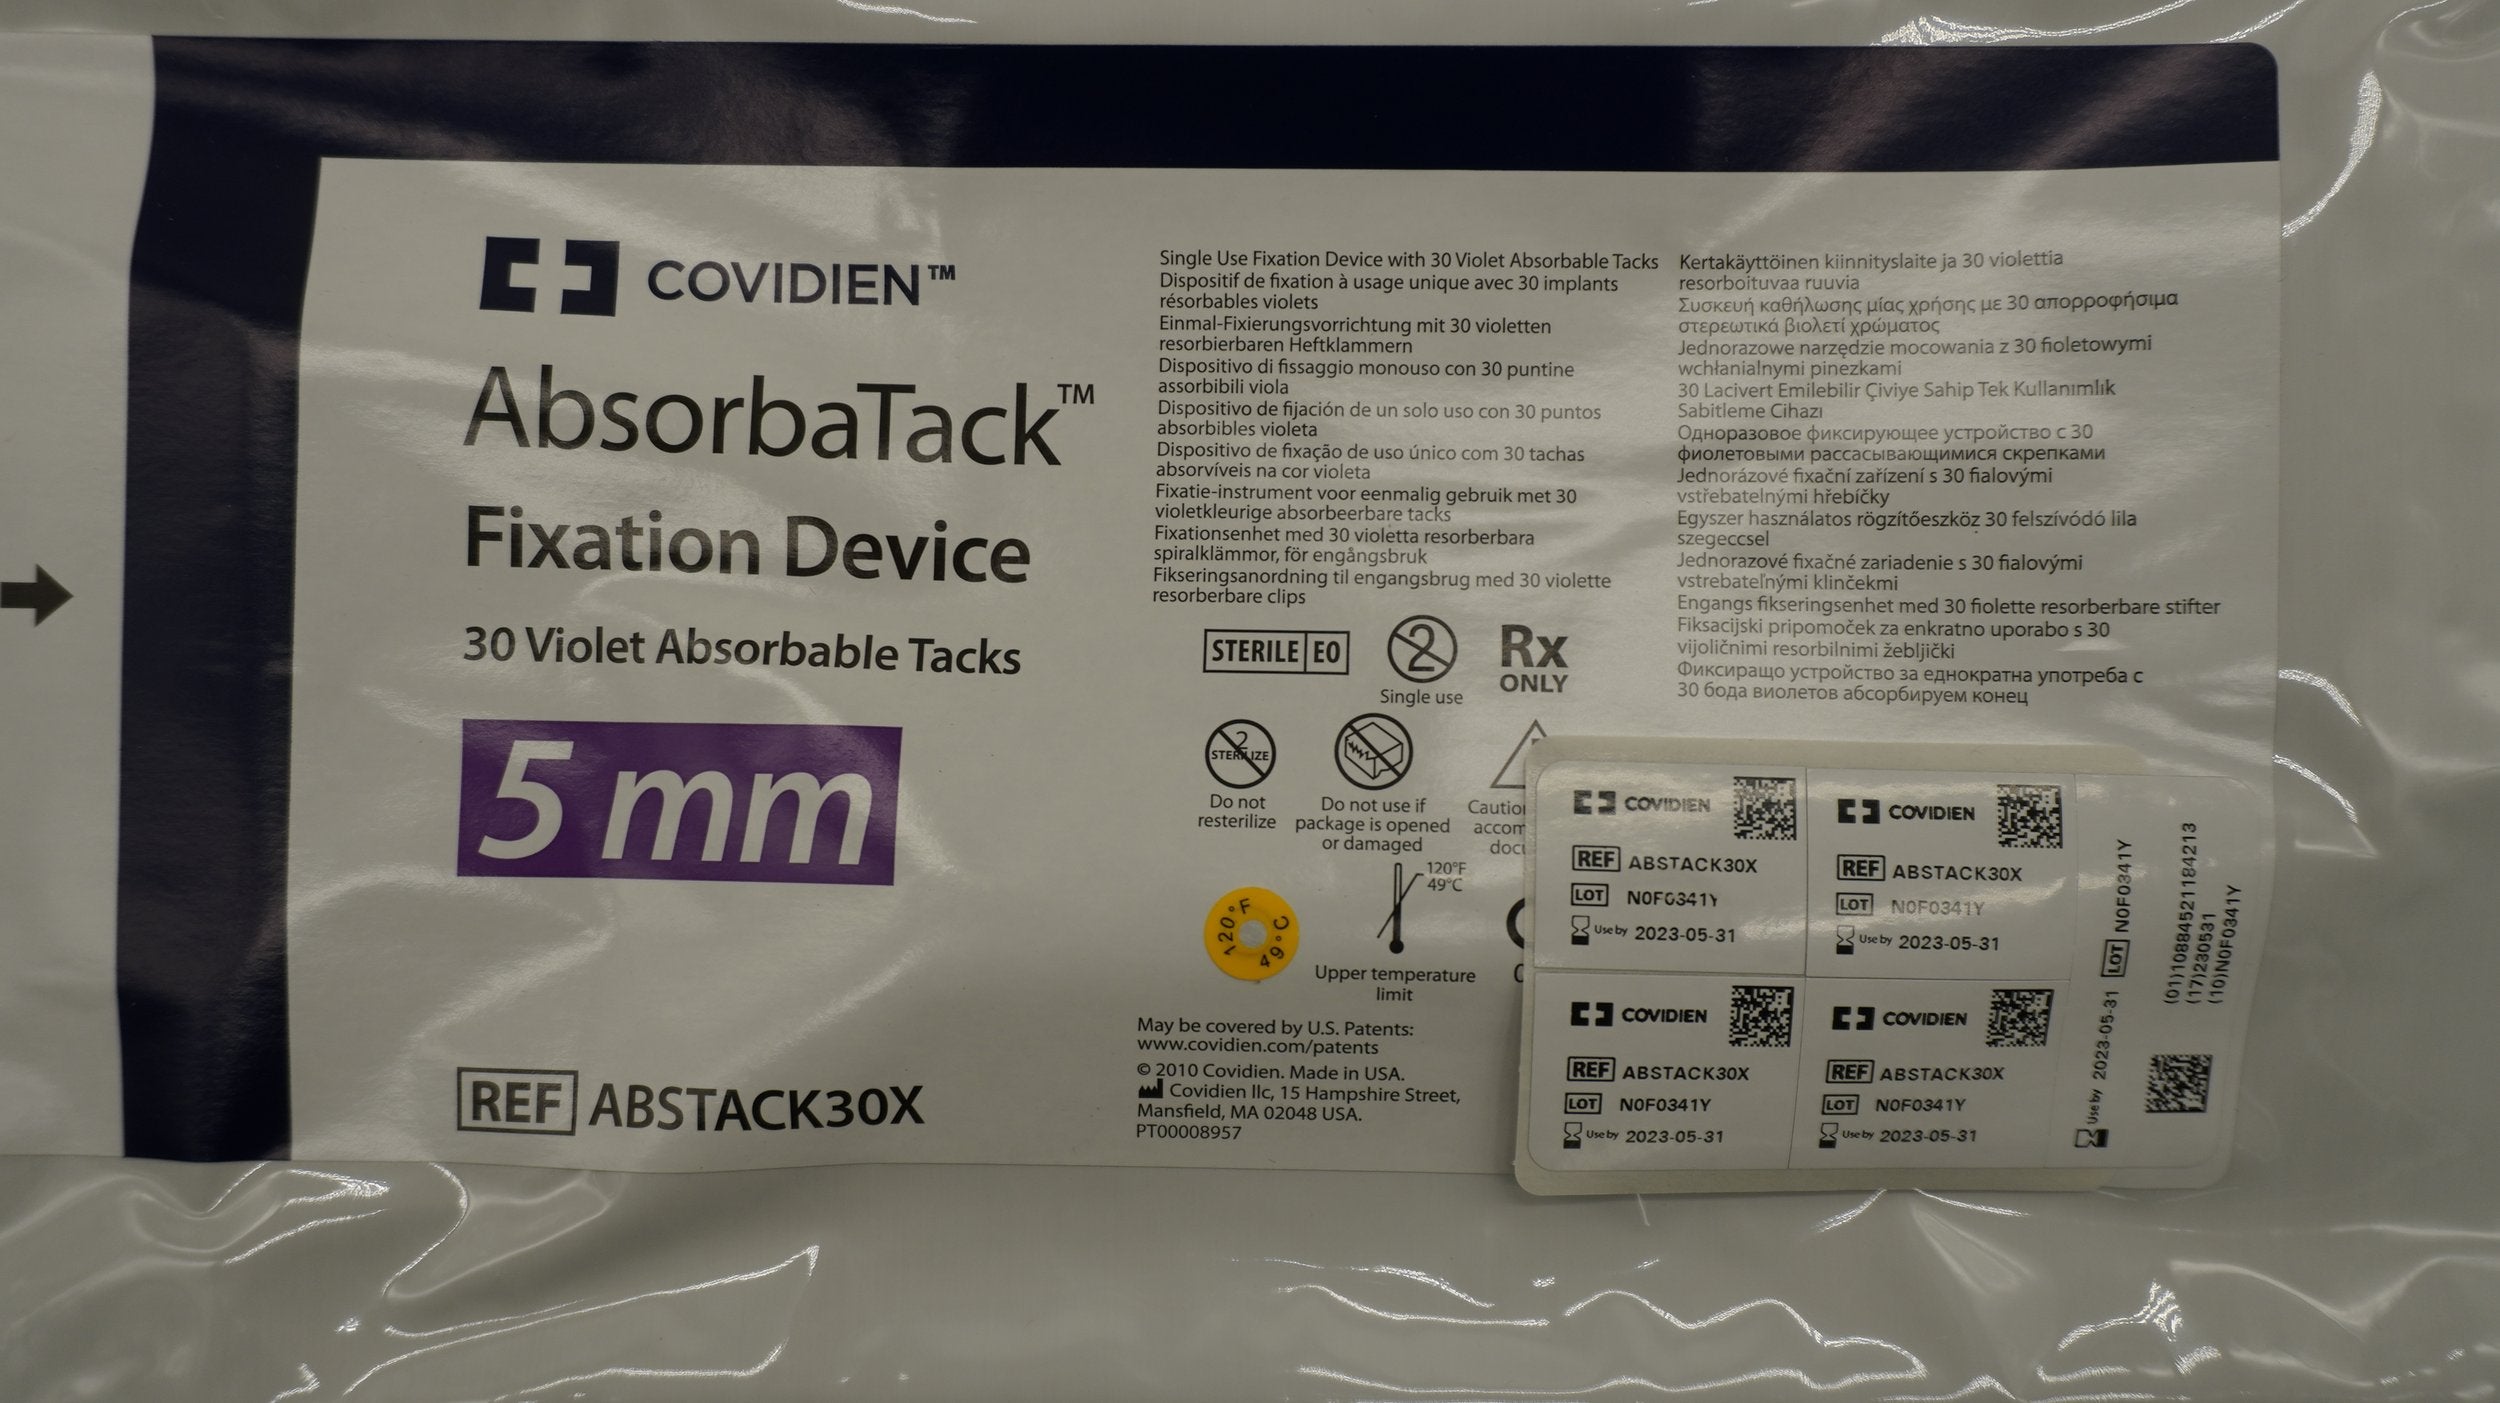 COVIDIEN™
AbsorbaTack™
Fixation Device
30 Violet Absorbable Tacks
5 mm
REF ABSTACK30X
Single Use Fixation Device with 30 Violet Absorbable Tacks
Dispositif de fixation à usage unique avec 30 implants
résorbables violets
Einmal-Fixierungsvorrichtung mit 30 violetten
resorbierbaren Heftklammern
Dispositivo di fissaggio monouso con 30 puntine
assorbibili viola
Dispositivo de fijación de un solo uso con 30 puntos
absorbibles violeta
Dispositivo de fixação de uso único com 30 tachas
absorvíveis na cor violeta
Fixatie-instrument voor eenmalig gebruik met 30
violetkleurige absorbeerbare tacks
Fixationsenhet med 30 violetta resorberbara
spiralklämmor, för engångsbruk
Fikseringsanordning til engangsbrug med 30 violette
resorberbare clips
Kertakäyttöinen kiinnityslaite ja 30 violettia
resorboituvaa ruuvia
Συσκευή καθήλωσης μίας χρήσης με 30 απορροφήσιμα
στερεωτικά βιολετί χρώματος
Jednorazowe narzędzie mocowania z 30 fioletowymi
wchłanialnymi pinezkami
30 Lacivert Emilebilir Çiviye Sahip Tek Kullanımlık
Sabitleme Cihazı
Одноразовое фиксирующее устройство с 30
фиолетовыми рассасывающимися скрепками
Jednorázové fixační zařízení s 30 fialovými
vstřebatelnými hřebíčky
Egyszer használatos rögzítőeszköz 30 felszívódó lila
szegeccsel
Jednorazové fixačné zariadenie s 30 fialovými
vstrebateľnými klinčekmi
Engangs fikseringsenhet med 30 fiolette resorberbare stifter
Fiksacijski pripomoček za enkratno uporabo s 30
vijoličnimi resorbilnimi žebljički
Фиксиращо устройство за еднократна употреба с
30 бода виолетов абсорбируем конец
STERILE EO
2
Single use
Rx
ONLY
2
STERILIZE
Do not
resterilize
Do not use if
package is opened
or damaged
Caution
120°F
49°C
120°F
49°C
Upper temperature
limit
May be covered by U.S. Patents:
www.covidien.com/patents
© 2010 Covidien. Made in USA.
Covidien llc, 15 Hampshire Street,
Mansfield, MA 02048 USA.
PT00008957
COVIDIEN
REF ABSTACK30X
LOT N0F0341Y
Use by 2023-05-31
COVIDIEN
REF ABSTACK30X
LOT N0F0341Y
Use by 2023-05-31
COVIDIEN
REF ABSTACK30X
LOT N0F0341Y
Use by 2023-05-31
COVIDIEN
REF ABSTACK30X
LOT N0F0341Y
Use by 2023-05-31
Use by 2023-05-31 LOT N0F0341Y
(01)10884521184213
(17)230531
(10)N0F0341Y